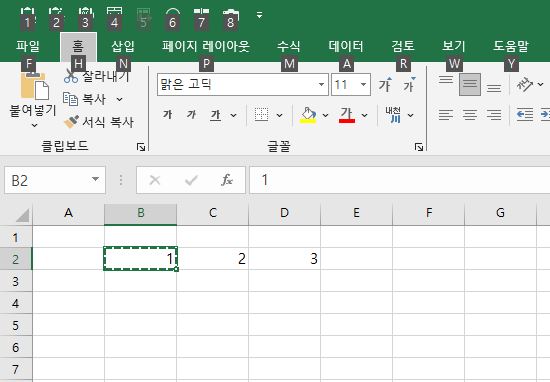 1 2 3 4 5 6 7 8
파일 홈 삽입 페이지 레이아웃 수식 데이터 검토 보기 도움말
F H N P M A R W Y
잘라내기
붙여넣기 복사
서식 복사
클립보드
맑은 고딕 11 가 가
가 가 가 가 가 내천 川
글꼴
B2 fx 1
A B C D E F G
1
2 1 2 3
3
4
5
6
7